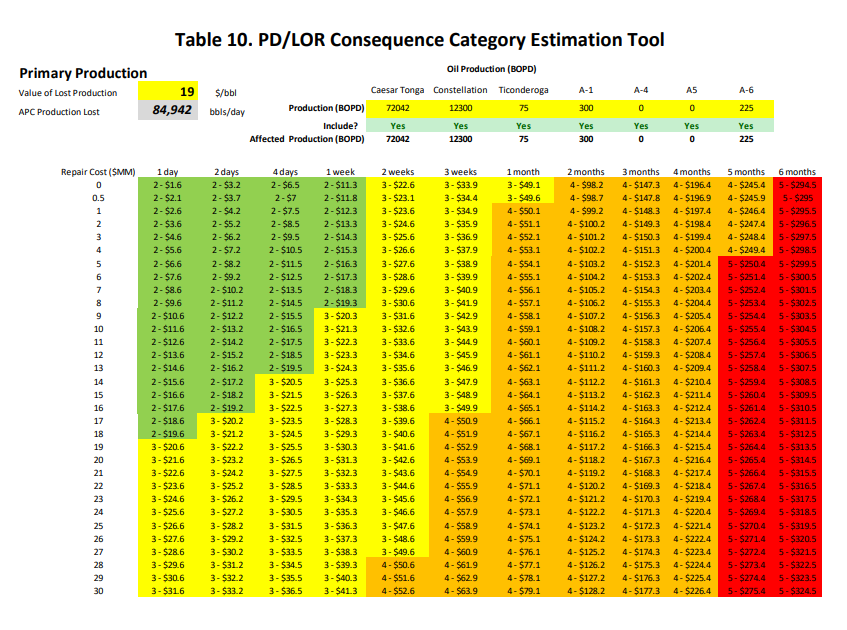 Table 10. PD/LOR Consequence Category Estimation Tool
Primary Production
Oil Production (BOPD)
Value of Lost Production 19 $/bbl
Caesar Tonga Constellation Ticonderoga A-1 A-4 A5 A-6
APC Production Lost 84,942 bbls/day
Production (BOPD) 72042 12300 75 300 0 0 225
Include? Yes Yes Yes Yes Yes Yes Yes
Affected Production (BOPD) 72042 12300 75 300 0 0 225
Repair Cost ($MM) 1 day 2 days 4 days 1 week 2 weeks 3 weeks 1 month 2 months 3 months 4 months 5 months 6 months
0 2 - $1.6 2 - $3.2 2 - $6.5 2 - $11.3 3 - $22.6 3 - $33.9 3 - $49.1 4 - $98.2 4 - $147.3 4 - $196.4 4 - $245.4 5 - $294.5
0.5 2 - $2.1 2 - $3.7 2 - $7 2 - $11.8 3 - $23.1 3 - $34.4 3 - $49.6 4 - $98.7 4 - $147.8 4 - $196.9 4 - $245.9 5 - $295
1 2 - $2.6 2 - $4.2 2 - $7.5 2 - $12.3 3 - $23.6 3 - $34.9 4 - $50.1 4 - $99.2 4 - $148.3 4 - $197.4 4 - $246.4 5 - $295.5
2 2 - $3.6 2 - $5.2 2 - $8.5 2 - $13.3 3 - $24.6 3 - $35.9 4 - $51.1 4 - $100.2 4 - $149.3 4 - $198.4 4 - $247.4 5 - $296.5
3 2 - $4.6 2 - $6.2 2 - $9.5 2 - $14.3 3 - $25.6 3 - $36.9 4 - $52.1 4 - $101.2 4 - $150.3 4 - $199.4 4 - $248.4 5 - $297.5
4 2 - $5.6 2 - $7.2 2 - $10.5 2 - $15.3 3 - $26.6 3 - $37.9 4 - $53.1 4 - $102.2 4 - $151.3 4 - $200.4 4 - $249.4 5 - $298.5
5 2 - $6.6 2 - $8.2 2 - $11.5 2 - $16.3 3 - $27.6 3 - $38.9 4 - $54.1 4 - $103.2 4 - $152.3 4 - $201.4 5 - $250.4 5 - $299.5
6 2 - $7.6 2 - $9.2 2 - $12.5 2 - $17.3 3 - $28.6 3 - $39.9 4 - $55.1 4 - $104.2 4 - $153.3 4 - $202.4 5 - $251.4 5 - $300.5
7 2 - $8.6 2 - $10.2 2 - $13.5 2 - $18.3 3 - $29.6 3 - $40.9 4 - $56.1 4 - $105.2 4 - $154.3 4 - $203.4 5 - $252.4 5 - $301.5
8 2 - $9.6 2 - $11.2 2 - $14.5 2 - $19.3 3 - $30.6 3 - $41.9 4 - $57.1 4 - $106.2 4 - $155.3 4 - $204.4 5 - $253.4 5 - $302.5
9 2 - $10.6 2 - $12.2 2 - $15.5 3 - $20.3 3 - $31.6 3 - $42.9 4 - $58.1 4 - $107.2 4 - $156.3 4 - $205.4 5 - $254.4 5 - $303.5
10 2 - $11.6 2 - $13.2 2 - $16.5 3 - $21.3 3 - $32.6 3 - $43.9 4 - $59.1 4 - $108.2 4 - $157.3 4 - $206.4 5 - $255.4 5 - $304.5
11 2 - $12.6 2 - $14.2 2 - $17.5 3 - $22.3 3 - $33.6 3 - $44.9 4 - $60.1 4 - $109.2 4 - $158.3 4 - $207.4 5 - $256.4 5 - $305.5
12 2 - $13.6 2 - $15.2 2 - $18.5 3 - $23.3 3 - $34.6 3 - $45.9 4 - $61.1 4 - $110.2 4 - $159.3 4 - $208.4 5 - $257.4 5 - $306.5
13 2 - $14.6 2 - $16.2 2 - $19.5 3 - $24.3 3 - $35.6 3 - $46.9 4 - $62.1 4 - $111.2 4 - $160.3 4 - $209.4 5 - $258.4 5 - $307.5
14 2 - $15.6 2 - $17.2 3 - $20.5 3 - $25.3 3 - $36.6 3 - $47.9 4 - $63.1 4 - $112.2 4 - $161.3 4 - $210.4 5 - $259.4 5 - $308.5
15 2 - $16.6 2 - $18.2 3 - $21.5 3 - $26.3 3 - $37.6 3 - $48.9 4 - $64.1 4 - $113.2 4 - $162.3 4 - $211.4 5 - $260.4 5 - $309.5
16 2 - $17.6 2 - $19.2 3 - $22.5 3 - $27.3 3 - $38.6 3 - $49.9 4 - $65.1 4 - $114.2 4 - $163.3 4 - $212.4 5 - $261.4 5 - $310.5
17 2 - $18.6 3 - $20.2 3 - $23.5 3 - $28.3 3 - $39.6 4 - $50.9 4 - $66.1 4 - $115.2 4 - $164.3 4 - $213.4 5 - $262.4 5 - $311.5
18 2 - $19.6 3 - $21.2 3 - $24.5 3 - $29.3 3 - $40.6 4 - $51.9 4 - $67.1 4 - $116.2 4 - $165.3 4 - $214.4 5 - $263.4 5 - $312.5
19 3 - $20.6 3 - $22.2 3 - $25.5 3 - $30.3 3 - $41.6 4 - $52.9 4 - $68.1 4 - $117.2 4 - $166.3 4 - $215.4 5 - $264.4 5 - $313.5
20 3 - $21.6 3 - $23.2 3 - $26.5 3 - $31.3 3 - $42.6 4 - $53.9 4 - $69.1 4 - $118.2 4 - $167.3 4 - $216.4 5 - $265.4 5 - $314.5
21 3 - $22.6 3 - $24.2 3 - $27.5 3 - $32.3 3 - $43.6 4 - $54.9 4 - $70.1 4 - $119.2 4 - $168.3 4 - $217.4 5 - $266.4 5 - $315.5
22 3 - $23.6 3 - $25.2 3 - $28.5 3 - $33.3 3 - $44.6 4 - $55.9 4 - $71.1 4 - $120.2 4 - $169.3 4 - $218.4 5 - $267.4 5 - $316.5
23 3 - $24.6 3 - $26.2 3 - $29.5 3 - $34.3 3 - $45.6 4 - $56.9 4 - $72.1 4 - $121.2 4 - $170.3 4 - $219.4 5 - $268.4 5 - $317.5
24 3 - $25.6 3 - $27.2 3 - $30.5 3 - $35.3 3 - $46.6 4 - $57.9 4 - $73.1 4 - $122.2 4 - $171.3 4 - $220.4 5 - $269.4 5 - $318.5
25 3 - $26.6 3 - $28.2 3 - $31.5 3 - $36.3 3 - $47.6 4 - $58.9 4 - $74.1 4 - $123.2 4 - $172.3 4 - $221.4 5 - $270.4 5 - $319.5
26 3 - $27.6 3 - $29.2 3 - $32.5 3 - $37.3 3 - $48.6 4 - $59.9 4 - $75.1 4 - $124.2 4 - $173.3 4 - $222.4 5 - $271.4 5 - $320.5
27 3 - $28.6 3 - $30.2 3 - $33.5 3 - $38.3 3 - $49.6 4 - $60.9 4 - $76.1 4 - $125.2 4 - $174.3 4 - $223.4 5 - $272.4 5 - $321.5
28 3 - $29.6 3 - $31.2 3 - $34.5 3 - $39.3 4 - $50.6 4 - $61.9 4 - $77.1 4 - $126.2 4 - $175.3 4 - $224.4 5 - $273.4 5 - $322.5
29 3 - $30.6 3 - $32.2 3 - $35.5 3 - $40.3 4 - $51.6 4 - $62.9 4 - $78.1 4 - $127.2 4 - $176.3 4 - $225.4 5 - $274.4 5 - $323.5
30 3 - $31.6 3 - $33.2 3 - $36.5 3 - $41.3 4 - $52.6 4 - $63.9 4 - $79.1 4 - $128.2 4 - $177.3 4 - $226.4 5 - $275.4 5 - $324.5